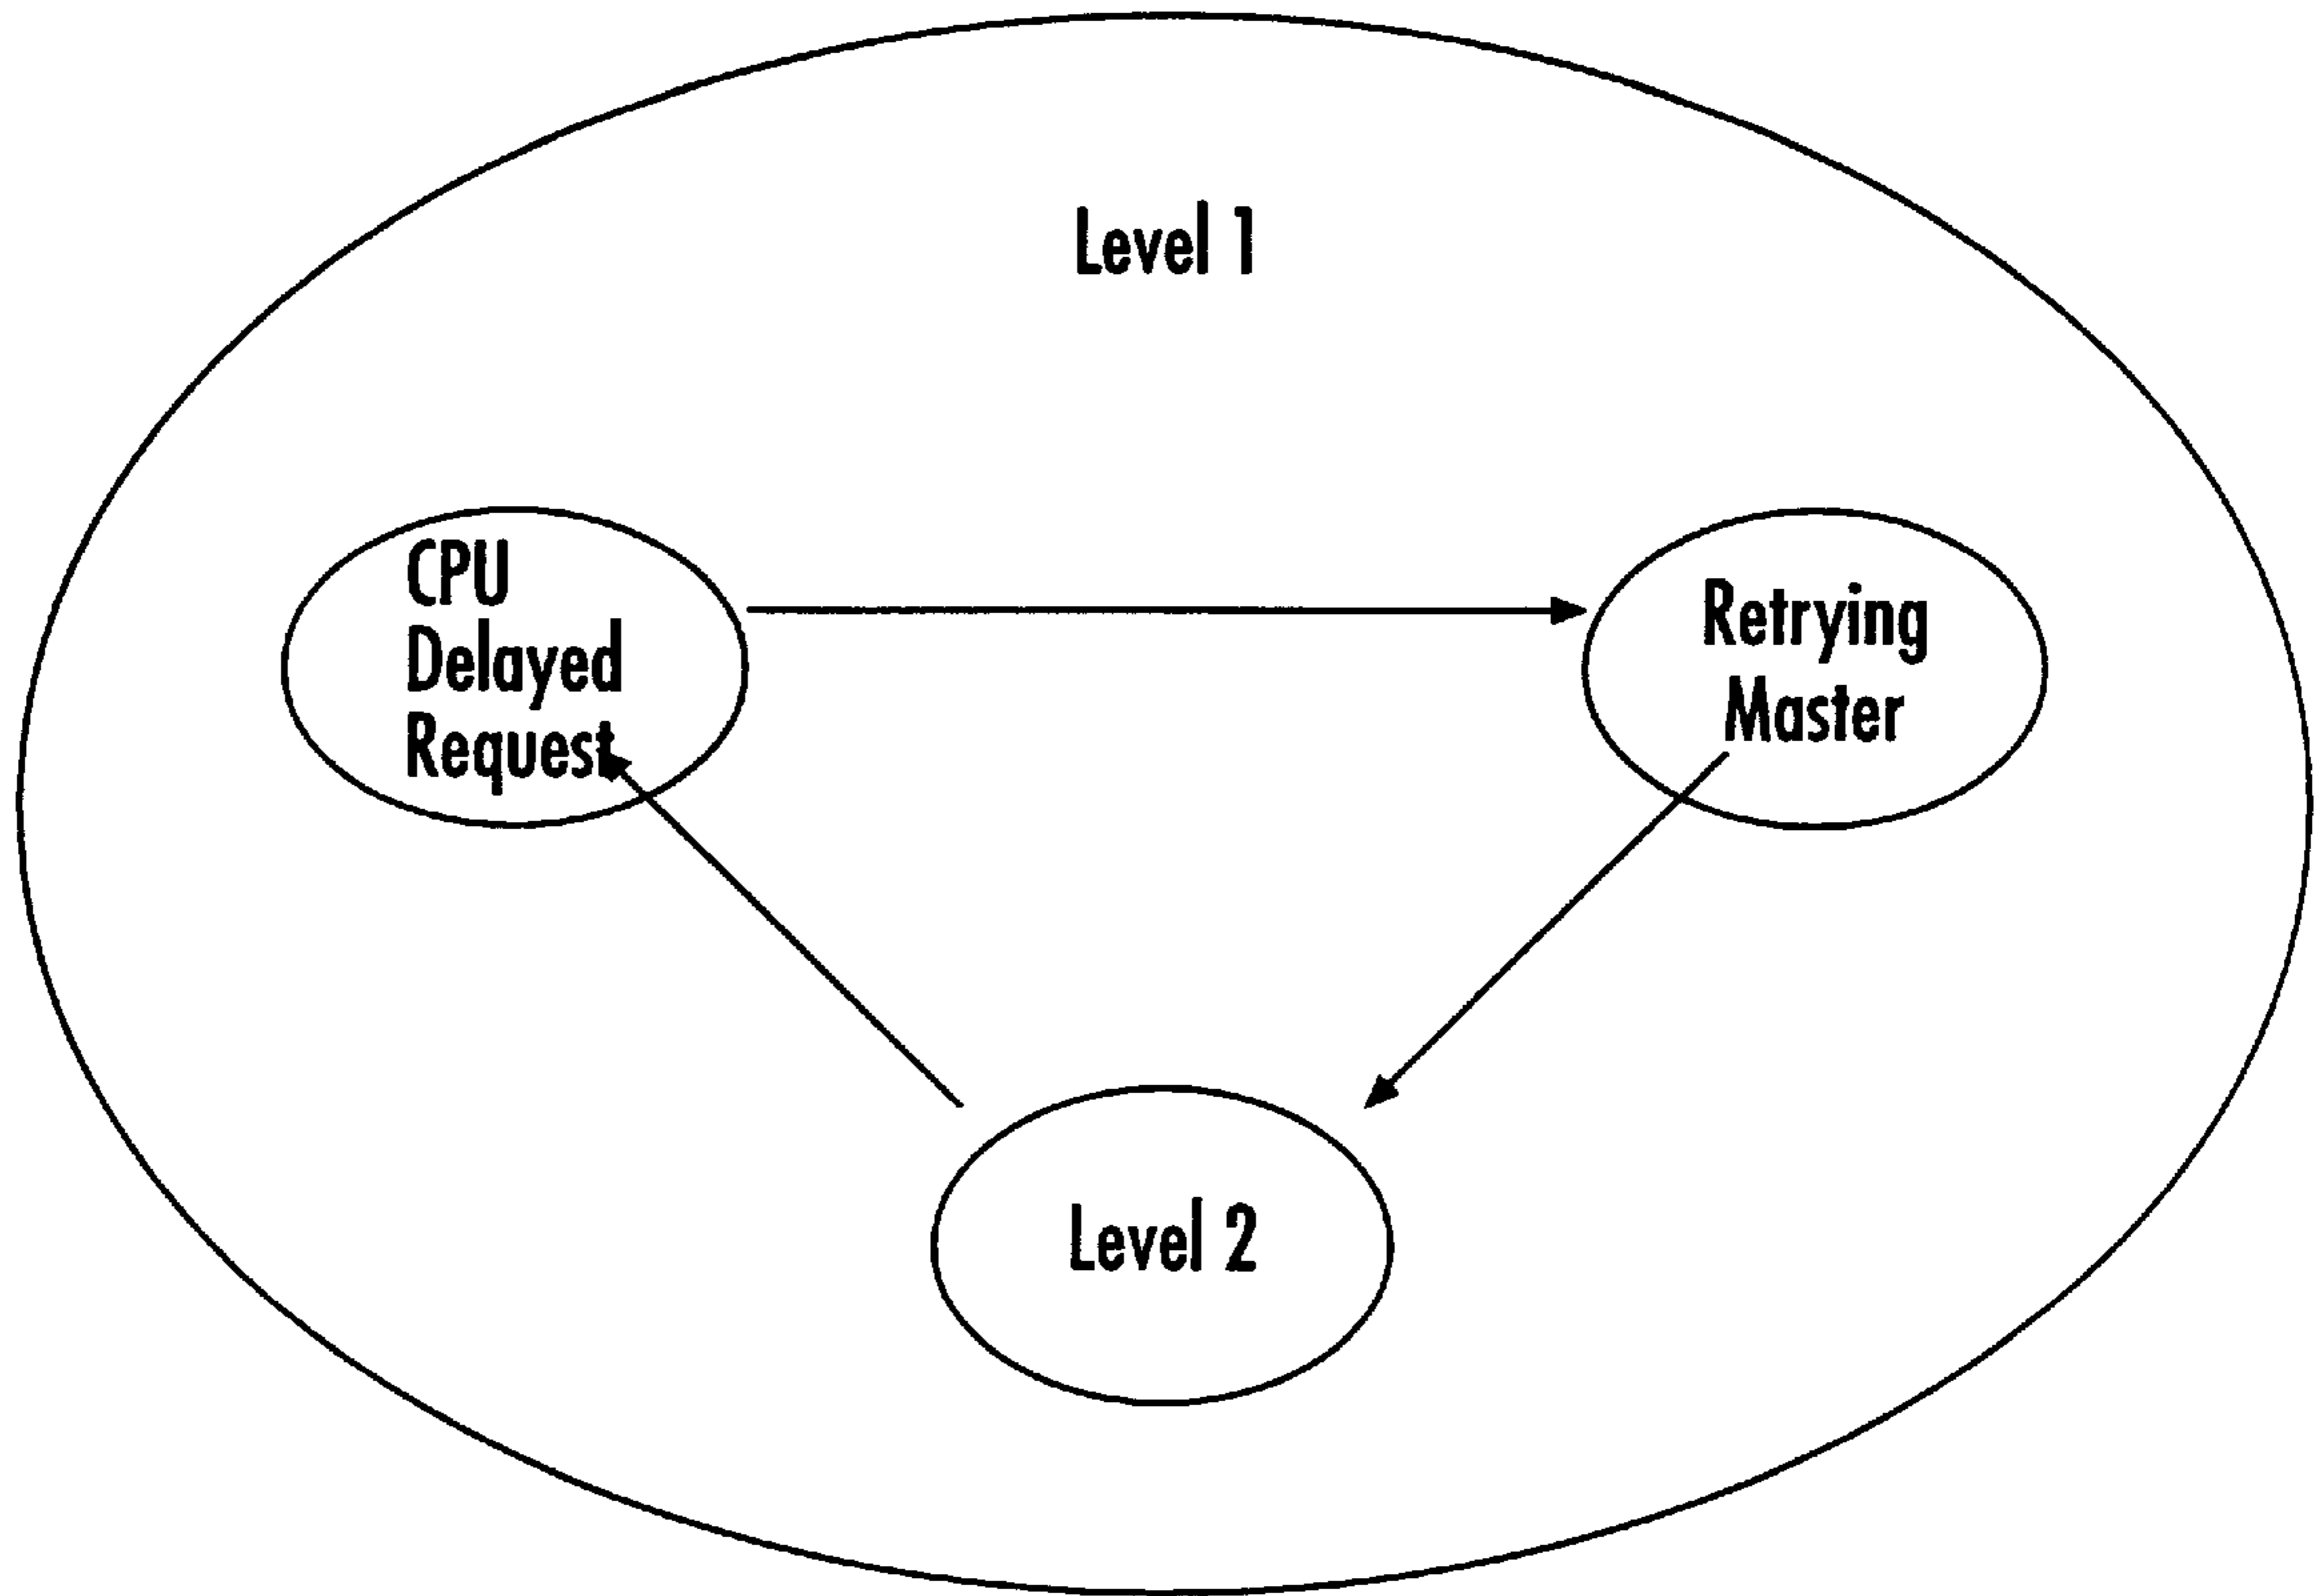 Level 1
CPU
Delayed
Request
Retrying
Master
Level 2